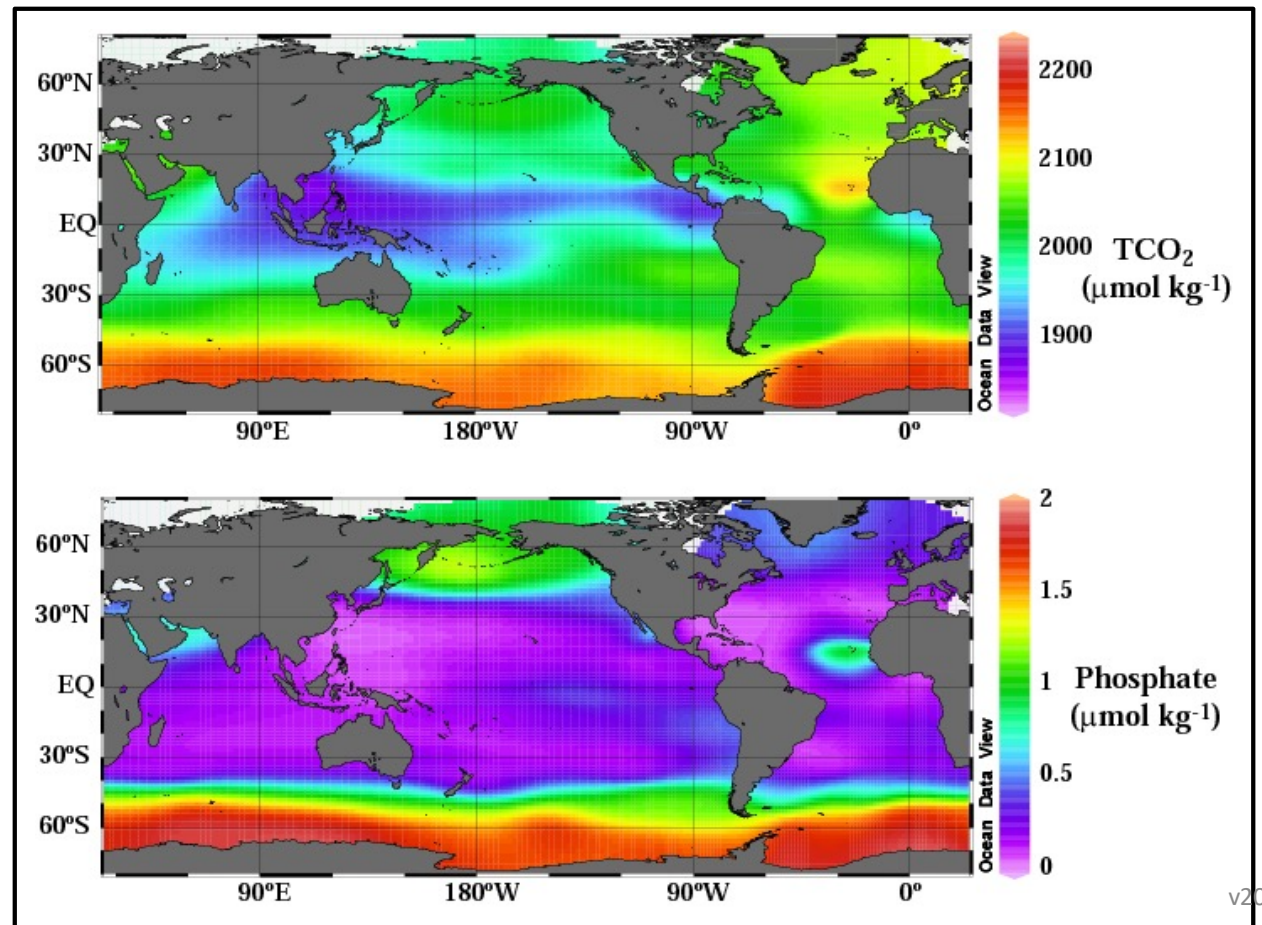 60ºN
30ºN
EQ
30ºS
60ºS
90ºE 180ºW 90ºW 0º
Ocean Data View
2200
2100
2000
1900
TCO₂
(μmol kg⁻¹)
60ºN
30ºN
EQ
30ºS
60ºS
90ºE 180ºW 90ºW 0º
Ocean Data View
2
1.5
1
0.5
0
Phosphate
(μmol kg⁻¹)
v20